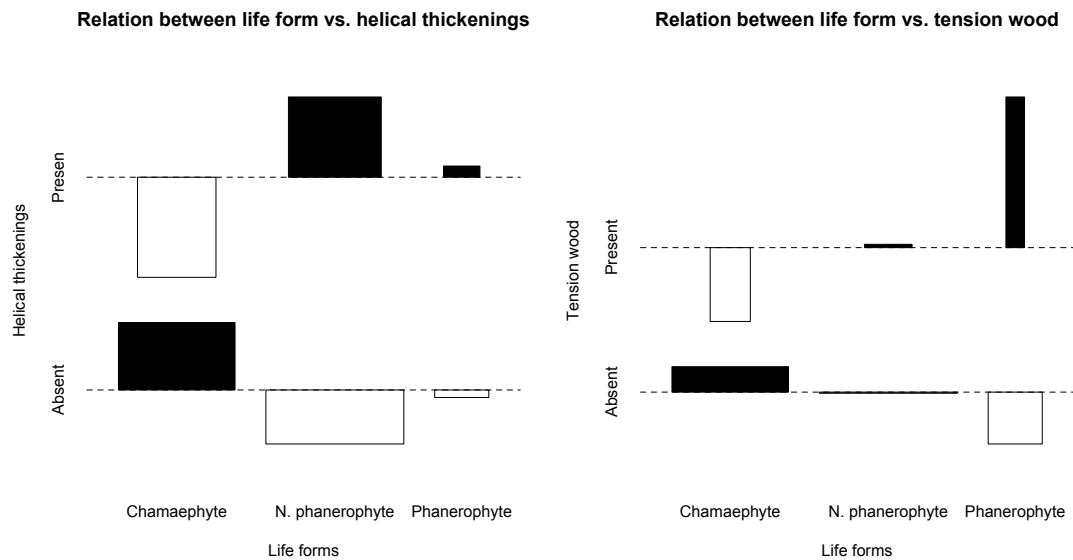 Relation between life form vs. helical thickenings
Helical thickenings
Presen
Absent
Chamaephyte N. phanerophyte Phanerophyte
Life forms
Relation between life form vs. tension wood
Tension wood
Present
Absent
Chamaephyte N. phanerophyte Phanerophyte
Life forms